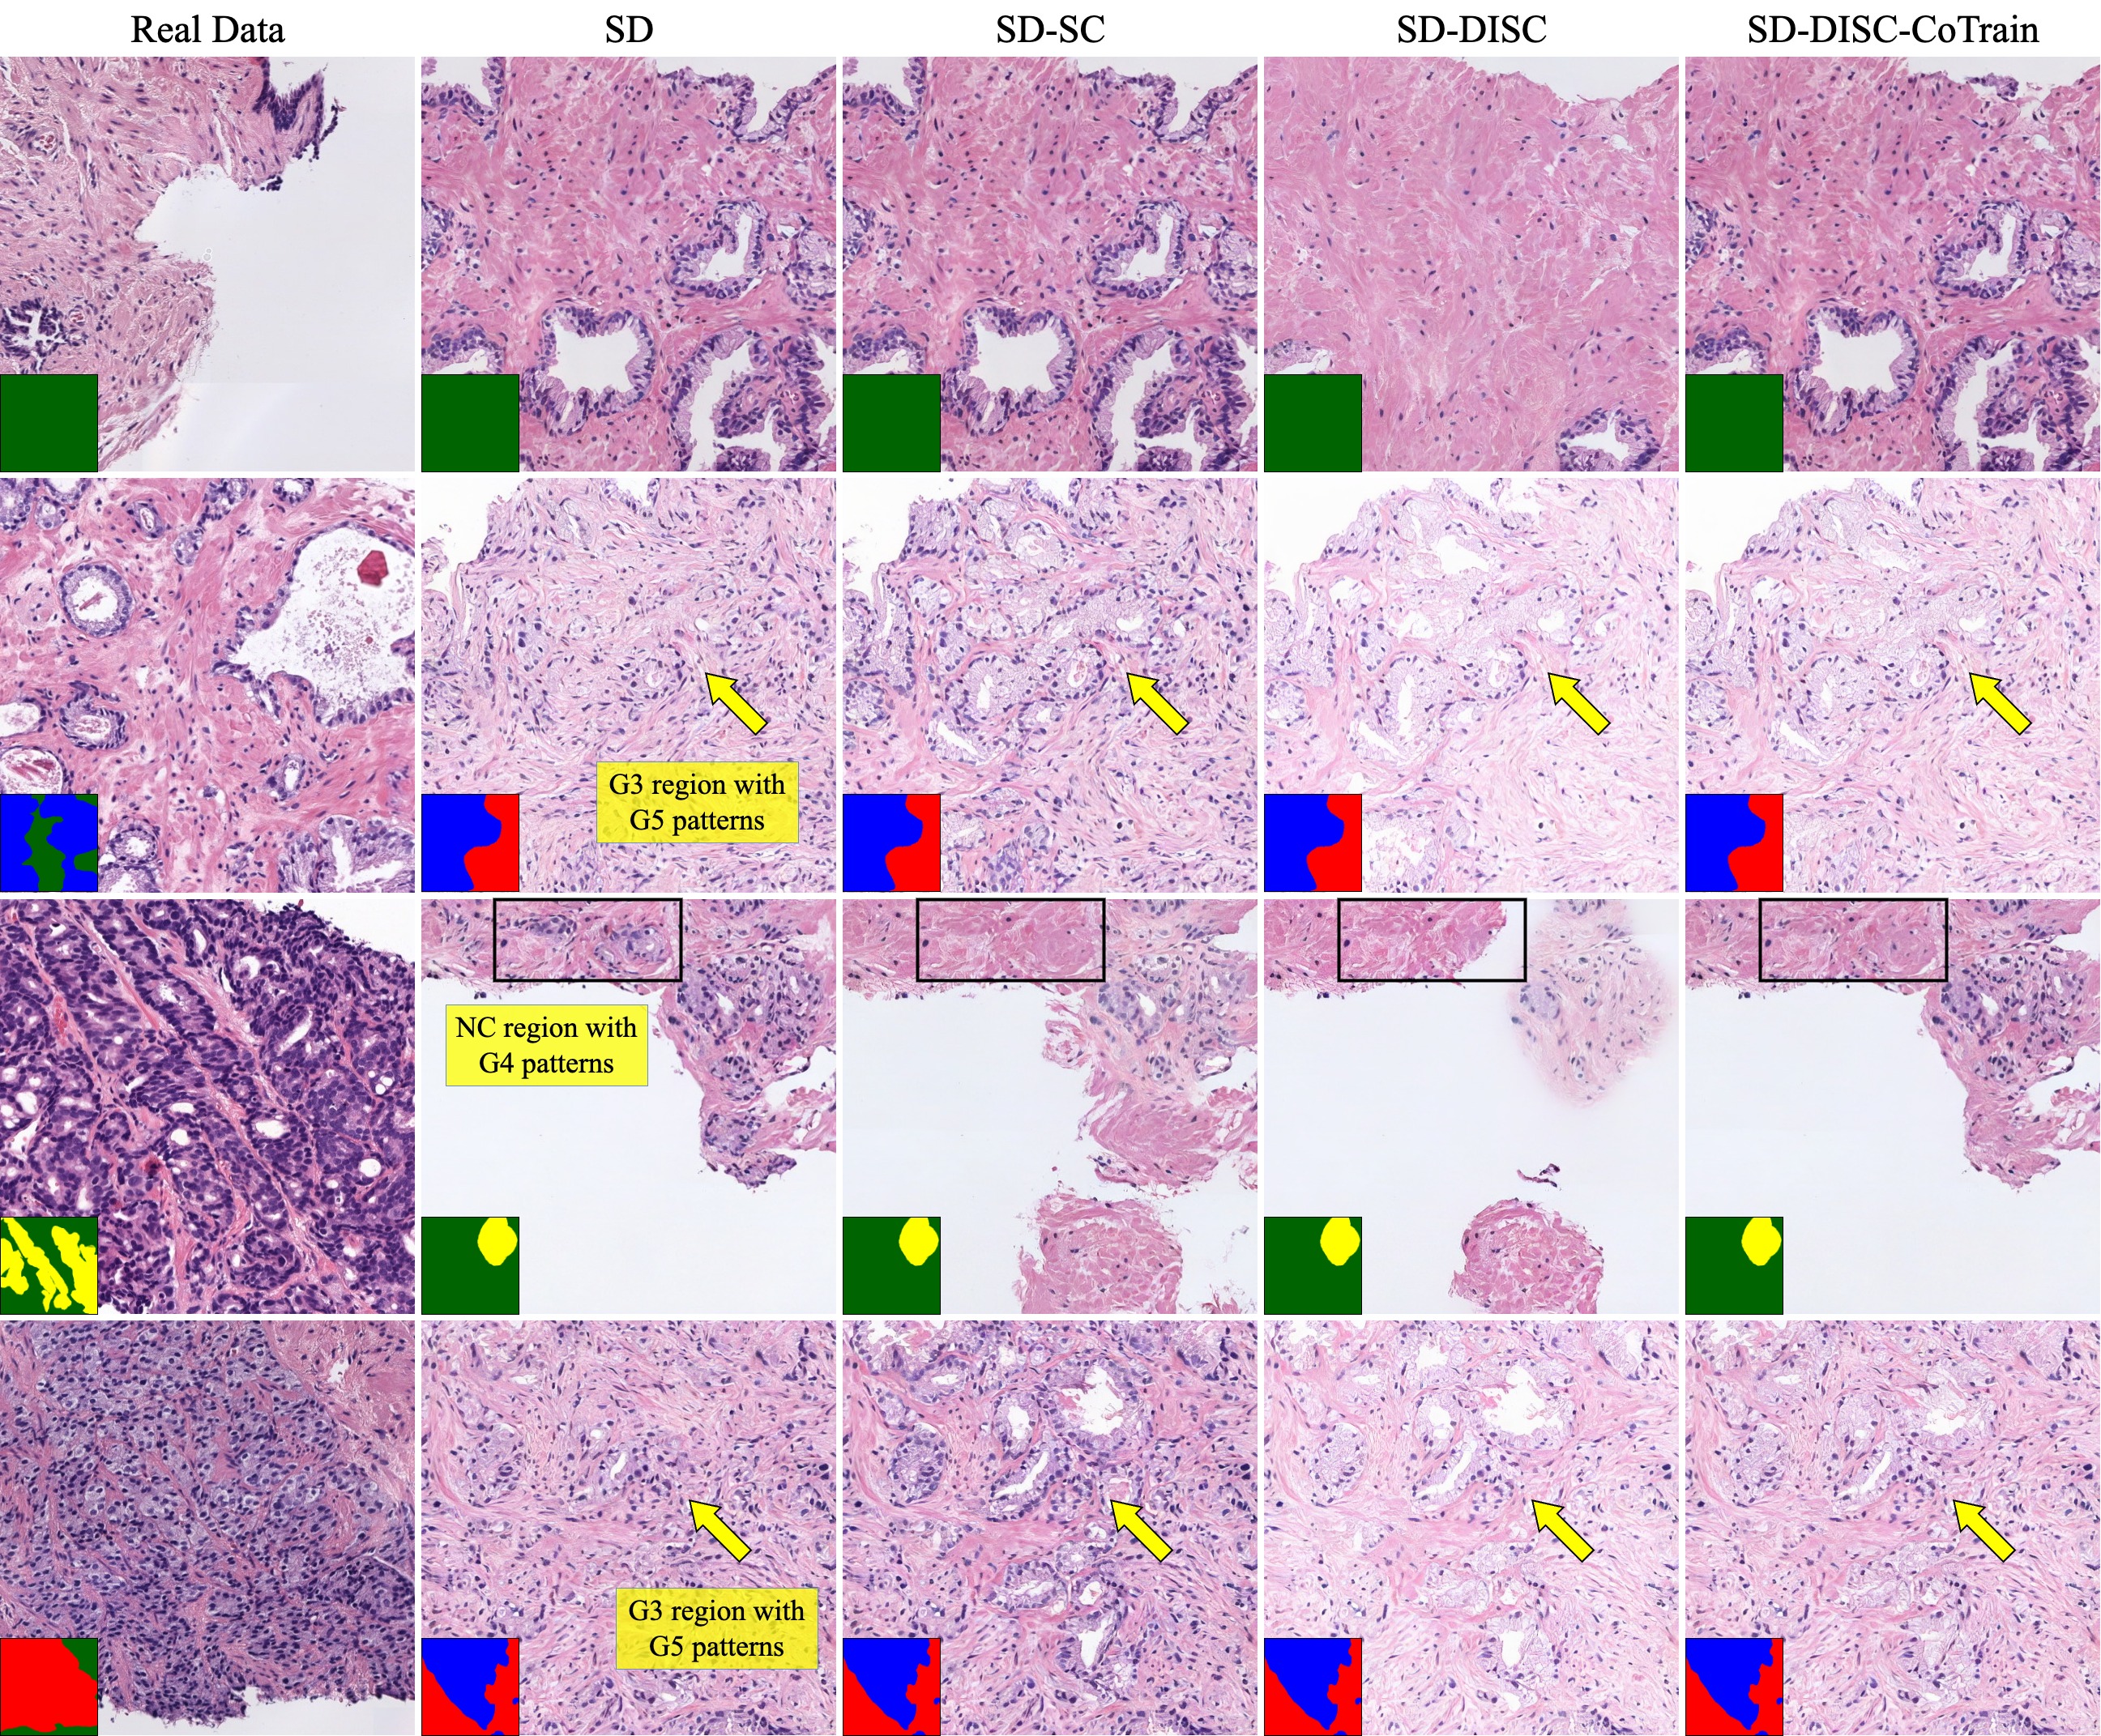 Real Data
SD
SD-SC
SD-DISC
SD-DISC-CoTrain
G3 region with
G5 patterns
NC region with
G4 patterns
G3 region with
G5 patterns